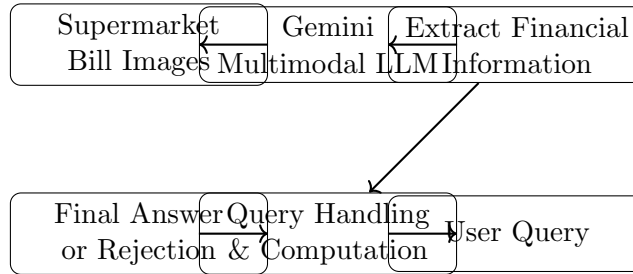 Supermarket
Bill Images
Gemini
Multimodal LLM
Extract Financial
Information
Final Answer
or Rejection
Query Handling
& Computation
User Query